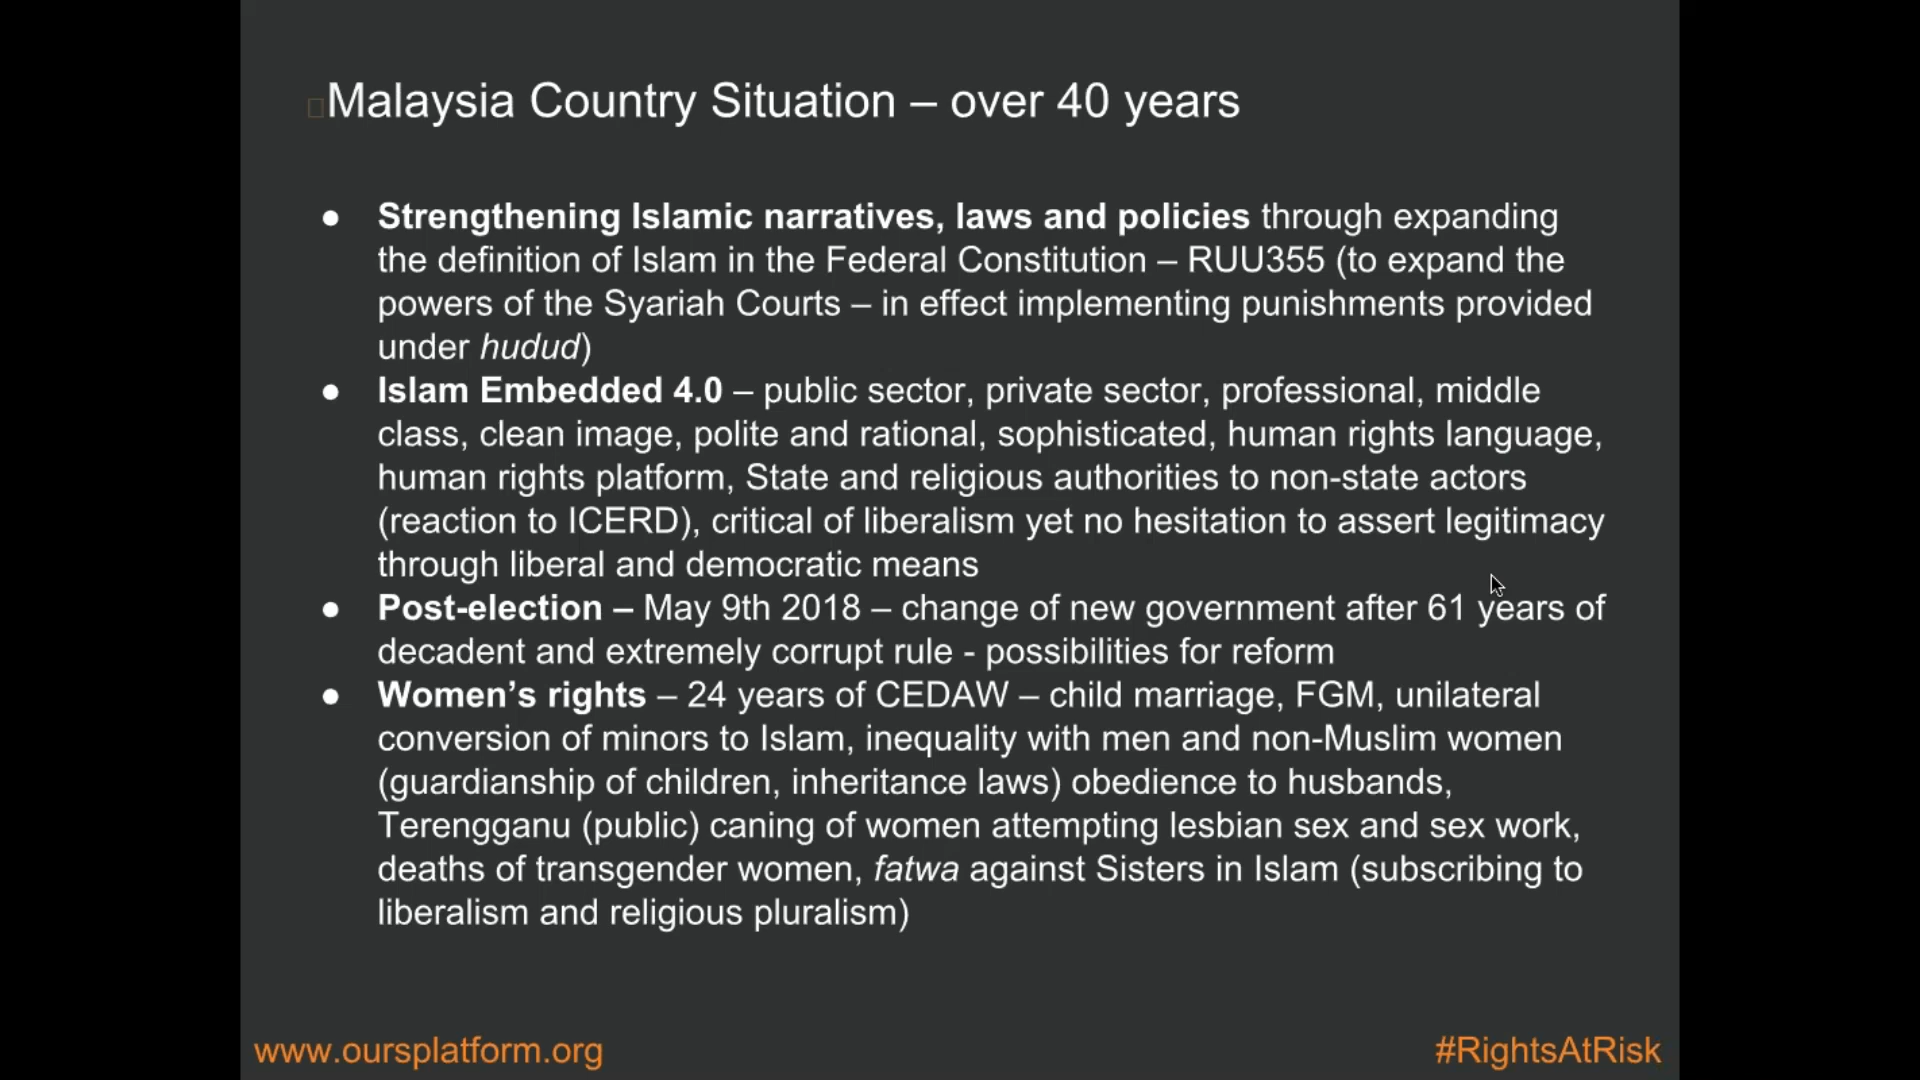 Malaysia Country Situation – over 40 years
● Strengthening Islamic narratives, laws and policies through expanding
the definition of Islam in the Federal Constitution – RUU355 (to expand the
powers of the Syariah Courts – in effect implementing punishments provided
under hudud)
● Islam Embedded 4.0 – public sector, private sector, professional, middle
class, clean image, polite and rational, sophisticated, human rights language,
human rights platform, State and religious authorities to non-state actors
(reaction to ICERD), critical of liberalism yet no hesitation to assert legitimacy
through liberal and democratic means
● Post-election – May 9th 2018 – change of new government after 61 years of
decadent and extremely corrupt rule - possibilities for reform
● Women’s rights – 24 years of CEDAW – child marriage, FGM, unilateral
conversion of minors to Islam, inequality with men and non-Muslim women
(guardianship of children, inheritance laws) obedience to husbands,
Terengganu (public) caning of women attempting lesbian sex and sex work,
deaths of transgender women, fatwa against Sisters in Islam (subscribing to
liberalism and religious pluralism)
www.oursplatform.org
#RightsAtRisk